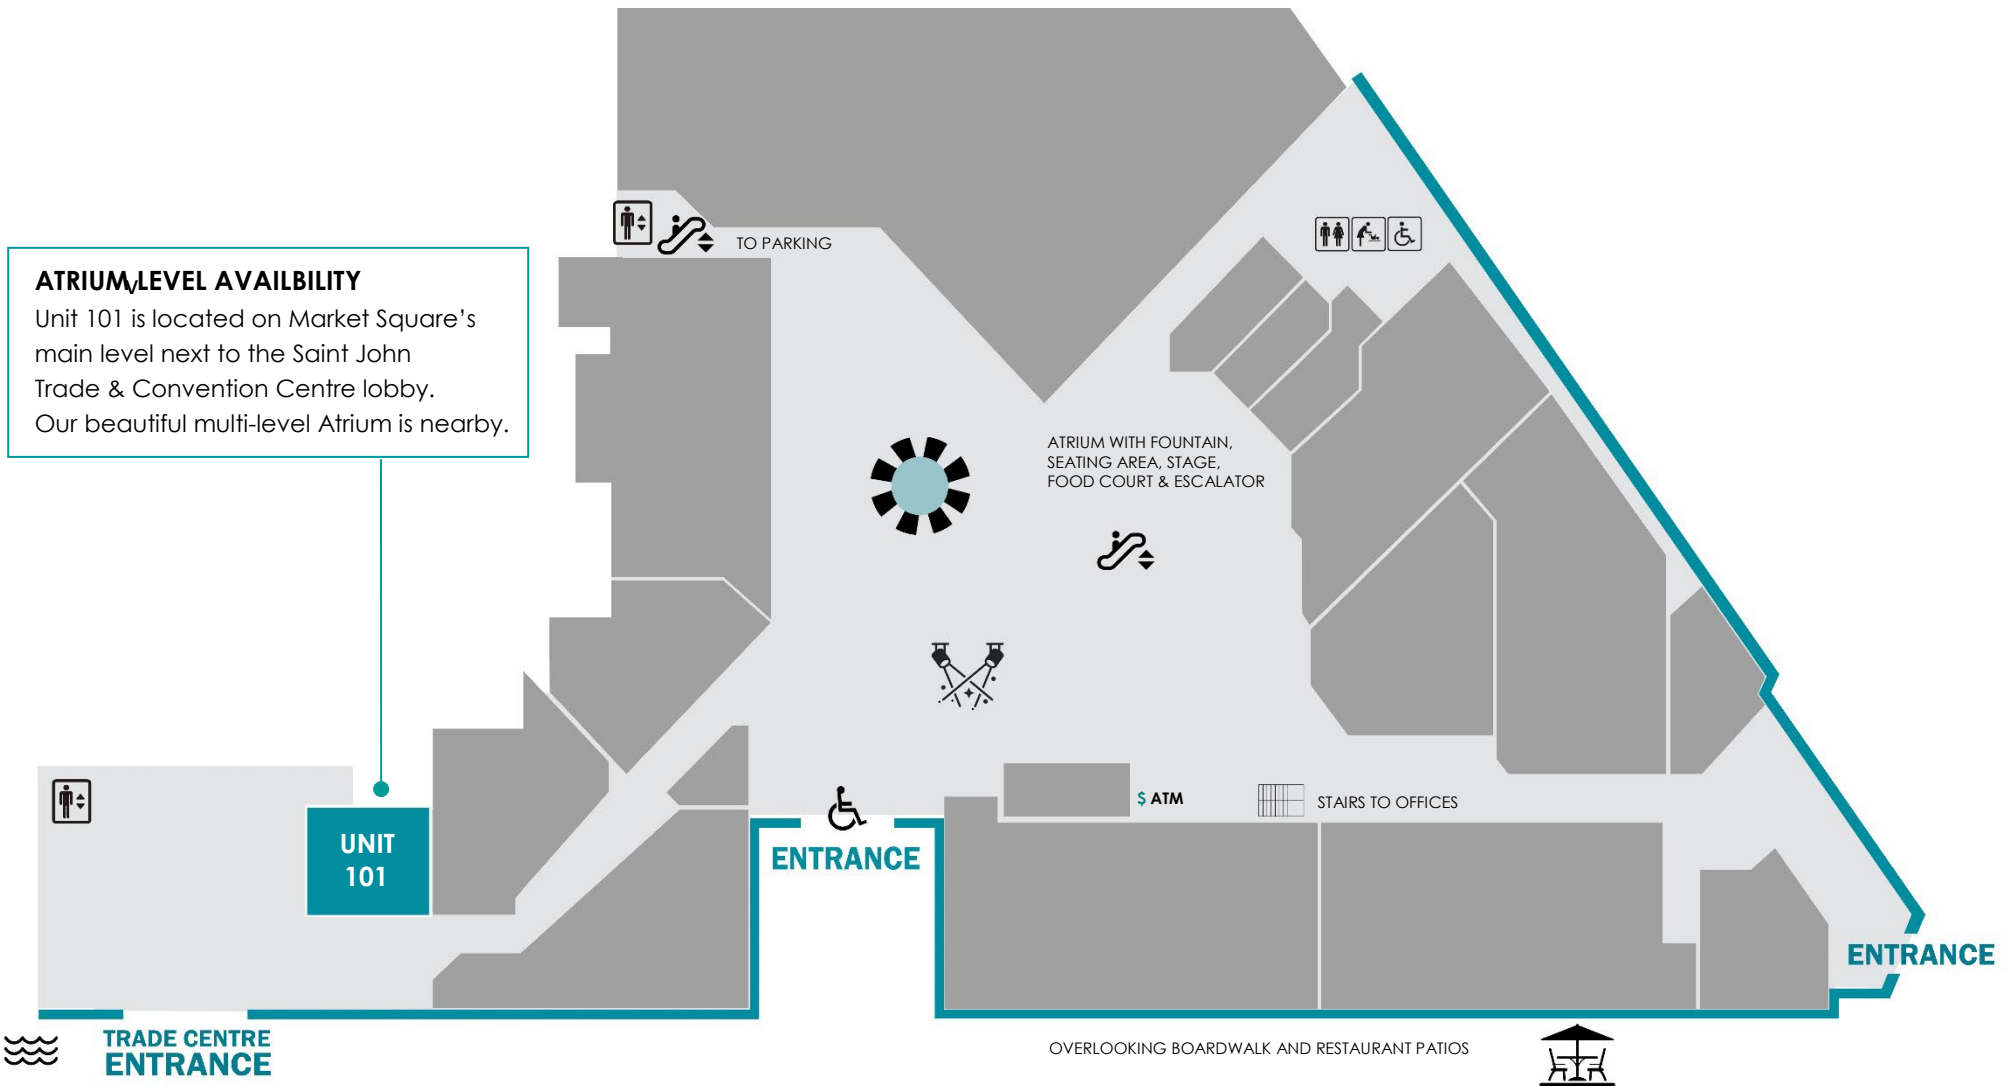 TO PARKING
ATRIUM LEVEL AVAILBILITY
Unit 101 is located on Market Square’s
main level next to the Saint John
Trade & Convention Centre lobby.
Our beautiful multi-level Atrium is nearby.
ATRIUM WITH FOUNTAIN,
SEATING AREA, STAGE,
FOOD COURT & ESCALATOR
$ ATM
STAIRS TO OFFICES
UNIT
101
ENTRANCE
ENTRANCE
TRADE CENTRE
ENTRANCE
OVERLOOKING BOARDWALK AND RESTAURANT PATIOS